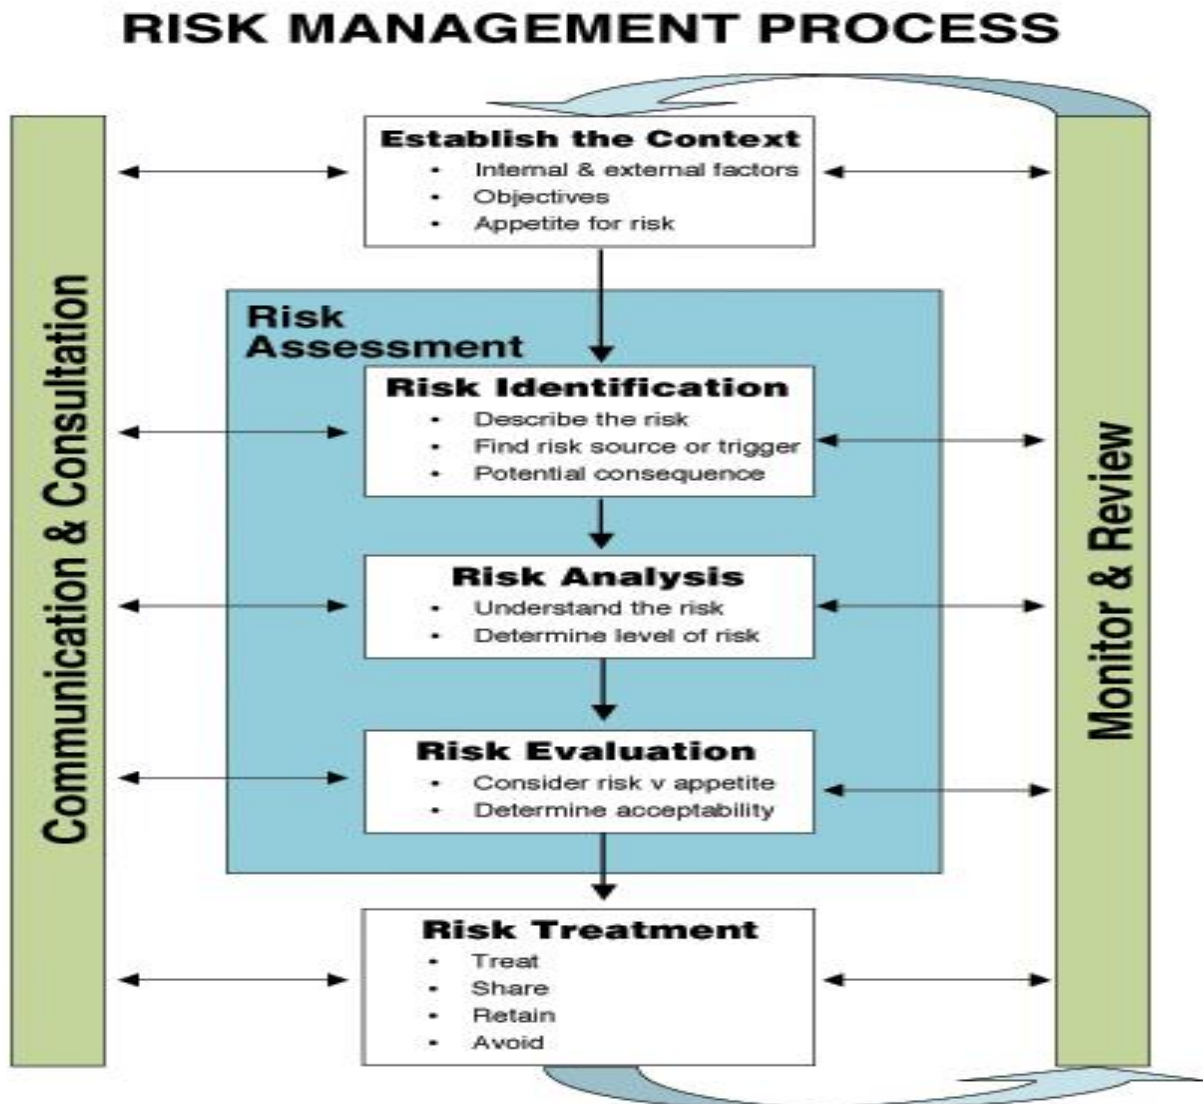 RISK MANAGEMENT PROCESS
Establish the Context
• Internal & external factors
• Objectives
• Appetite for risk
Risk
Assessment
Risk Identification
• Describe the risk
• Find risk source or trigger
• Potential consequence
Risk Analysis
• Understand the risk
• Determine level of risk
Risk Evaluation
• Consider risk v appetite
• Determine acceptability
Risk Treatment
• Treat
• Share
• Retain
• Avoid
Communication & Consultation
Monitor & Review